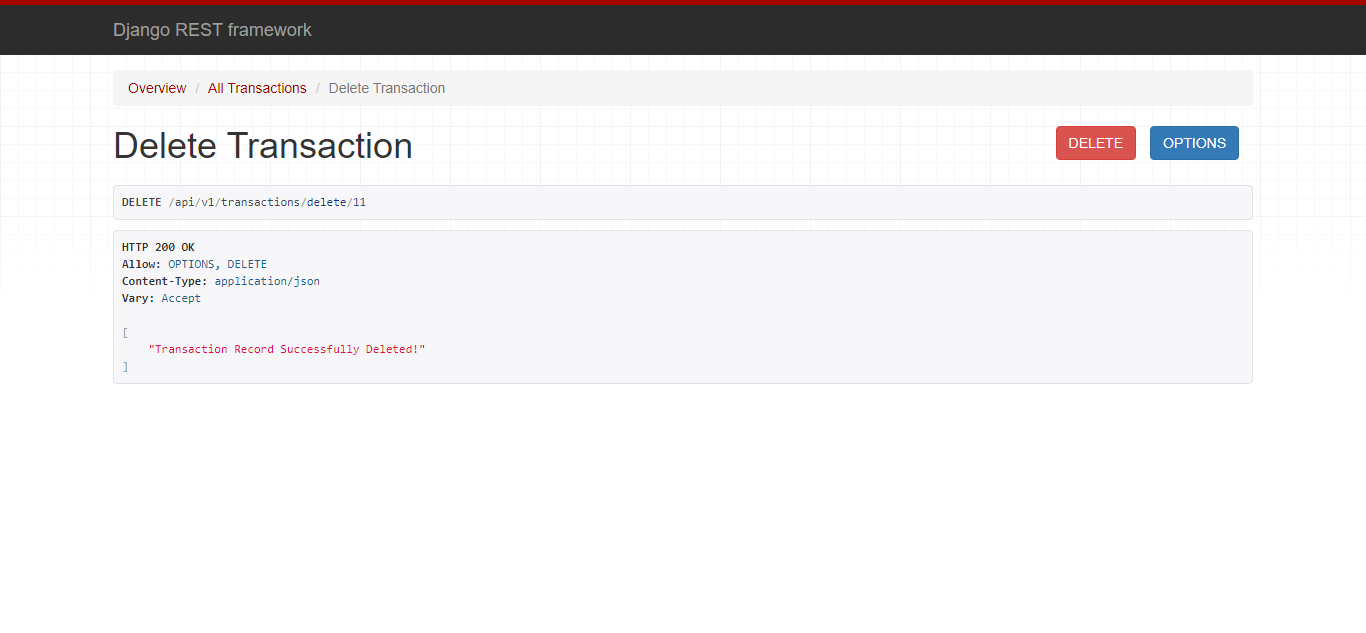 Django REST framework
Overview / All Transactions / Delete Transaction
Delete Transaction
DELETE OPTIONS
DELETE /api/v1/transactions/delete/11
HTTP 200 OK
Allow: OPTIONS, DELETE
Content-Type: application/json
Vary: Accept
[
"Transaction Record Successfully Deleted!"
]